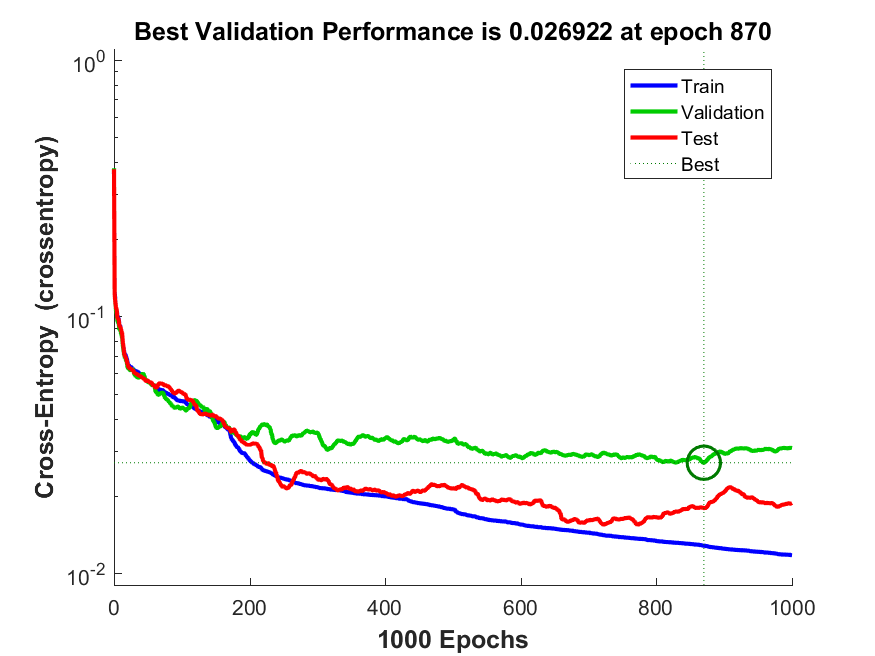 Best Validation Performance is 0.026922 at epoch 870
10^0
10^-1
10^-2
Cross-Entropy  (crossentropy)
Train
Validation
Test
Best
0 200 400 600 800 1000
1000 Epochs